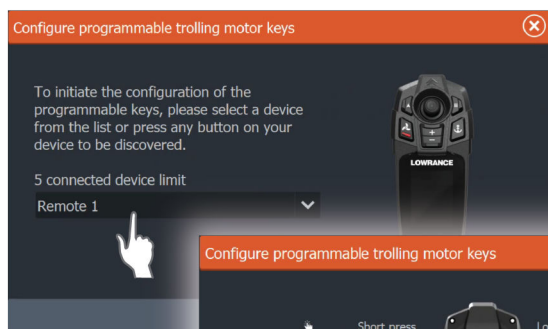 Configure programmable trolling motor keys
To initiate the configuration of the
programmable keys, please select a device
from the list or press any button on your
device to be discovered.
LOWRANCE
5 connected device limit
Remote 1
Configure programmable trolling motor keys
Short press